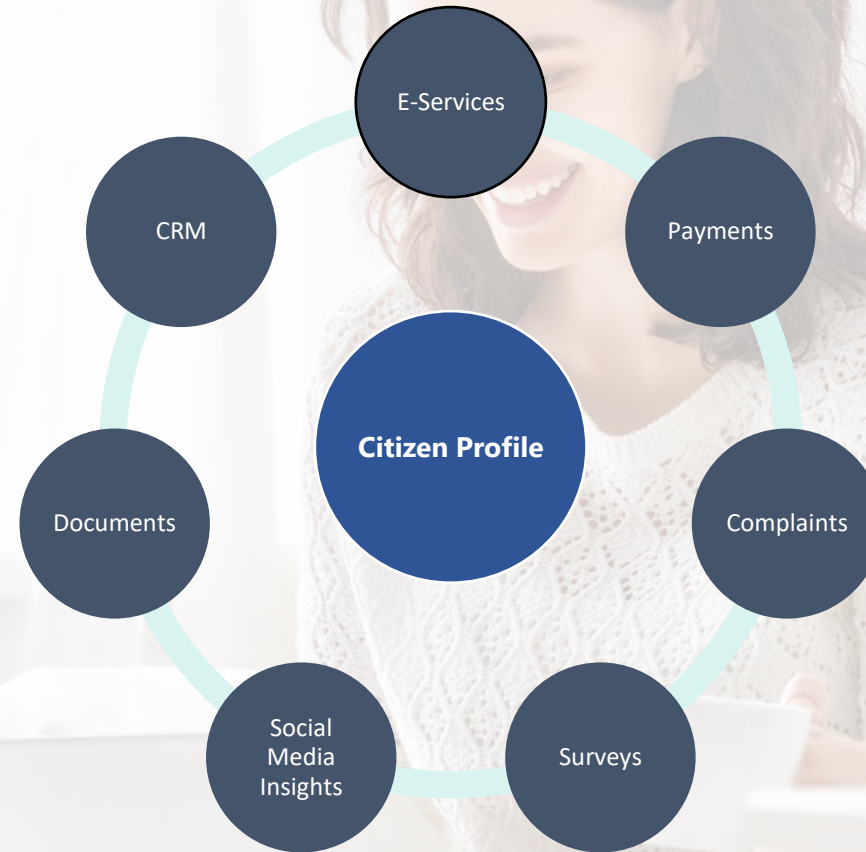 E-Services
CRM
Payments
Citizen Profile
Documents
Complaints
Social
Media
Insights
Surveys